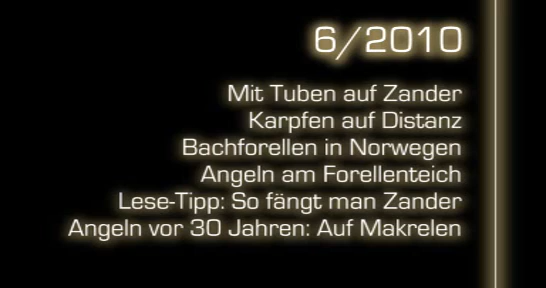 6/2010
Mit Tuben auf Zander
Karpfen auf Distanz
Bachforellen in Norwegen
Angeln am Forellenteich
Lese-Tipp: So fängt man Zander
Angeln vor 30 Jahren: Auf Makrelen